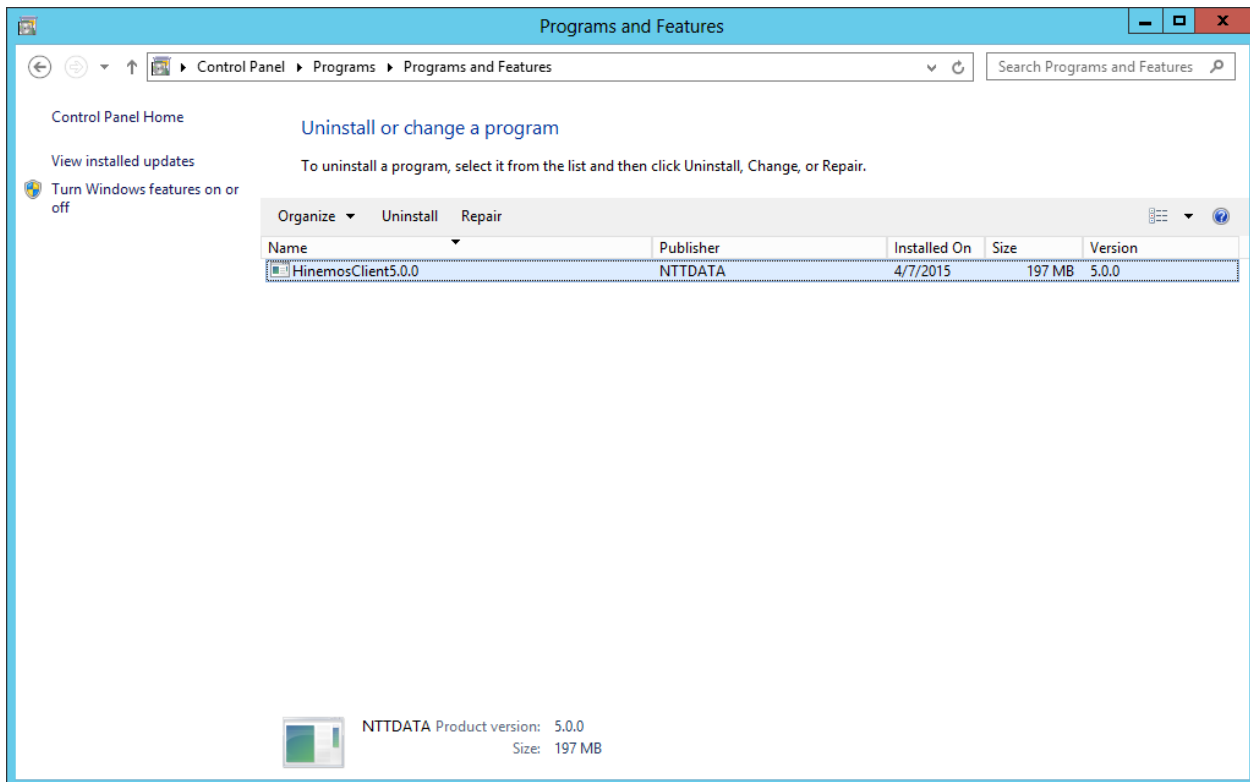 Programs and Features
Control Panel Programs Programs and Features
Search Programs and Features
Control Panel Home
View installed updates
Turn Windows features on or
off
Uninstall or change a program
To uninstall a program, select it from the list and then click Uninstall, Change, or Repair.
Organize Uninstall Repair
Name Publisher Installed On Size Version
HinemosClient5.0.0 NTTDATA 4/7/2015 197 MB 5.0.0
NTTDATA Product version: 5.0.0
Size: 197 MB